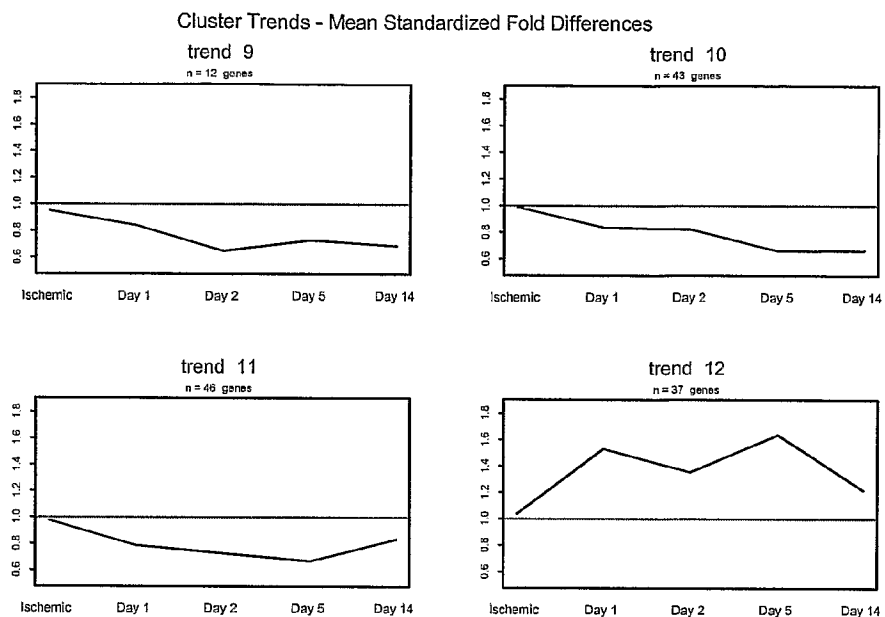 Cluster Trends - Mean Standardized Fold Differences
trend 9
n = 12 genes
1.8
1.6
1.4
1.2
1.0
0.8
0.6
Ischemic Day 1 Day 2 Day 5 Day 14
trend 10
n = 43 genes
1.8
1.6
1.4
1.2
1.0
0.8
0.6
Ischemic Day 1 Day 2 Day 5 Day 14
trend 11
n = 46 genes
1.8
1.6
1.4
1.2
1.0
0.8
0.6
Ischemic Day 1 Day 2 Day 5 Day 14
trend 12
n = 37 genes
1.8
1.6
1.4
1.2
1.0
0.8
0.6
Ischemic Day 1 Day 2 Day 5 Day 14